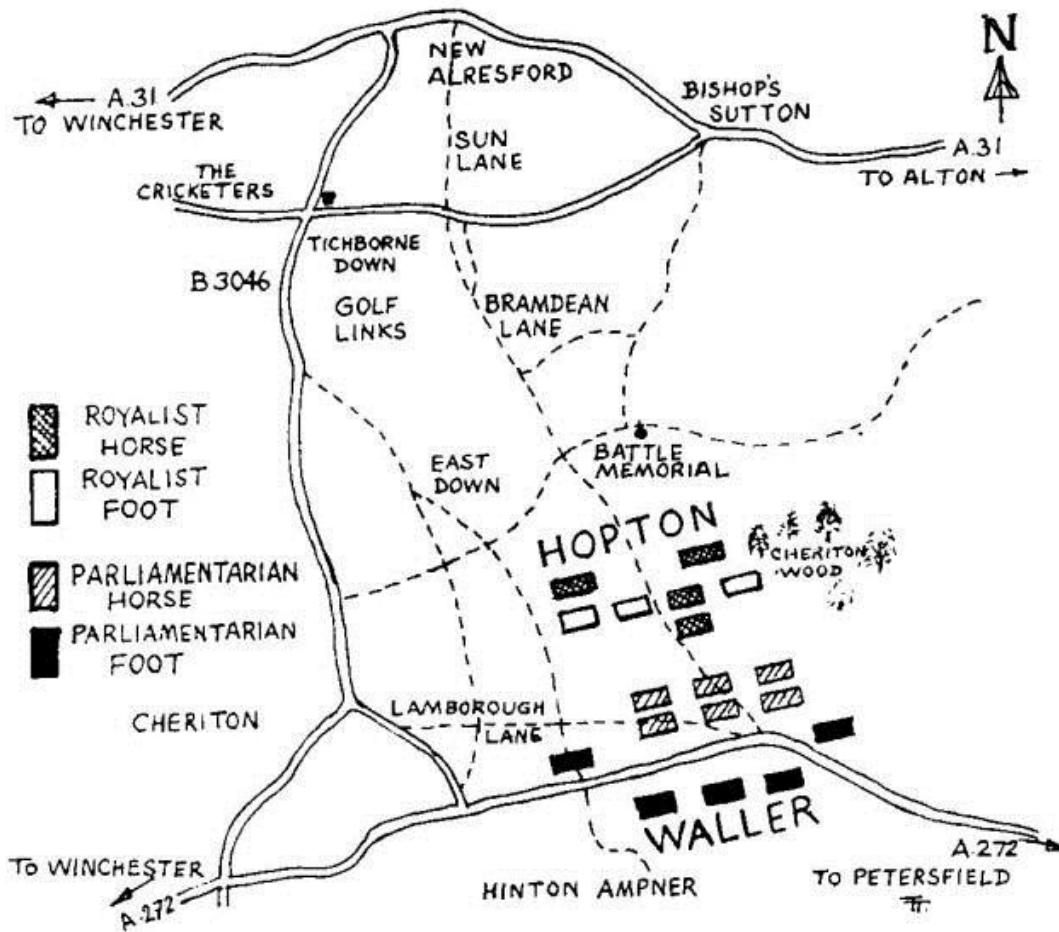 N
NEW
ALRESFORD
BISHOP'S
SUTTON
A.31
TO WINCHESTER
SUN
LANE
A.31
TO ALTON
THE
CRICKETERS
TICHBORNE
DOWN
B.3046
GOLF
LINKS
BRAMDEAN
LANE
ROYALIST
HORSE
ROYALIST
FOOT
EAST
DOWN
BATTLE
MEMORIAL
HOPTON
CHERITON
WOOD
PARLIAMENTARIAN
HORSE
PARLIAMENTARIAN
FOOT
CHERITON
LAMBOROUGH
LANE
WALLER
TO WINCHESTER
A.272
HINTON AMPNER
A.272
TO PETERSFIELD